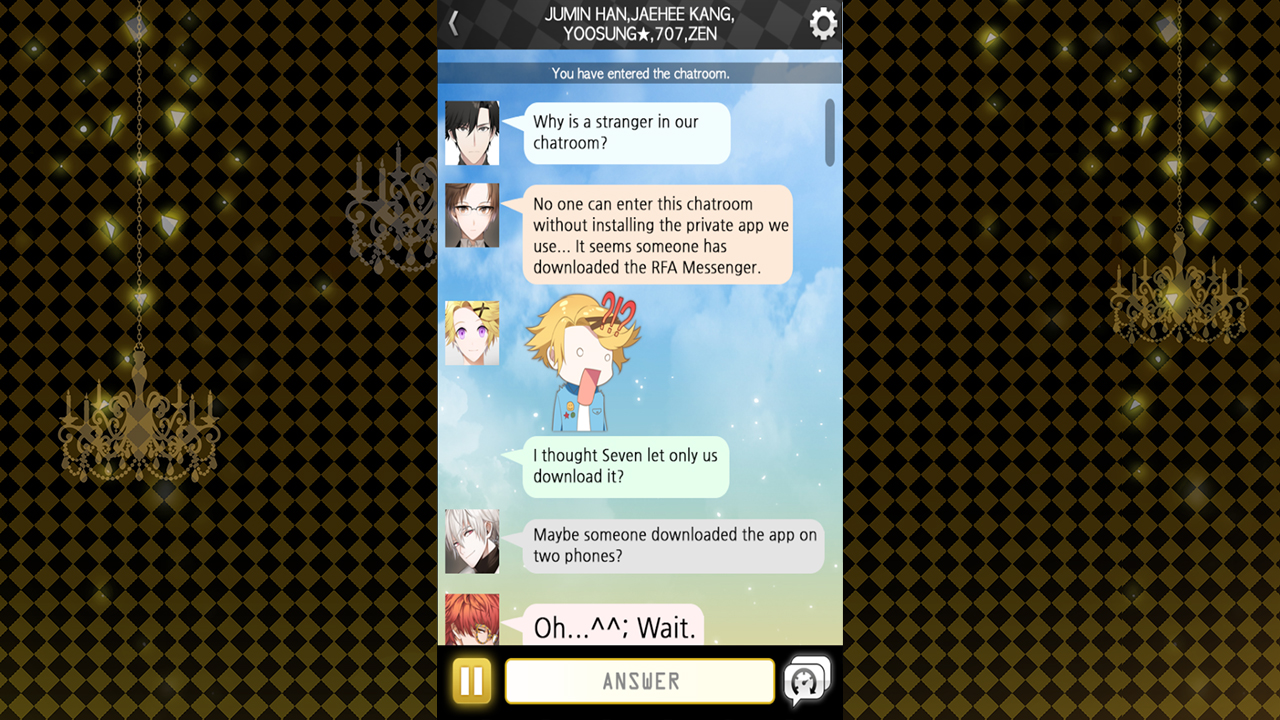 JUMIN HAN,JAEHEE KANG,
YOOSUNG★,707,ZEN
You have entered the chatroom.
Why is a stranger in our
chatroom?
No one can enter this chatroom
without installing the private app we
use... It seems someone has
downloaded the RFA Messenger.
?!?
I thought Seven let only us
download it?
Maybe someone downloaded the app on
two phones?
Oh...^^; Wait.
ANSWER